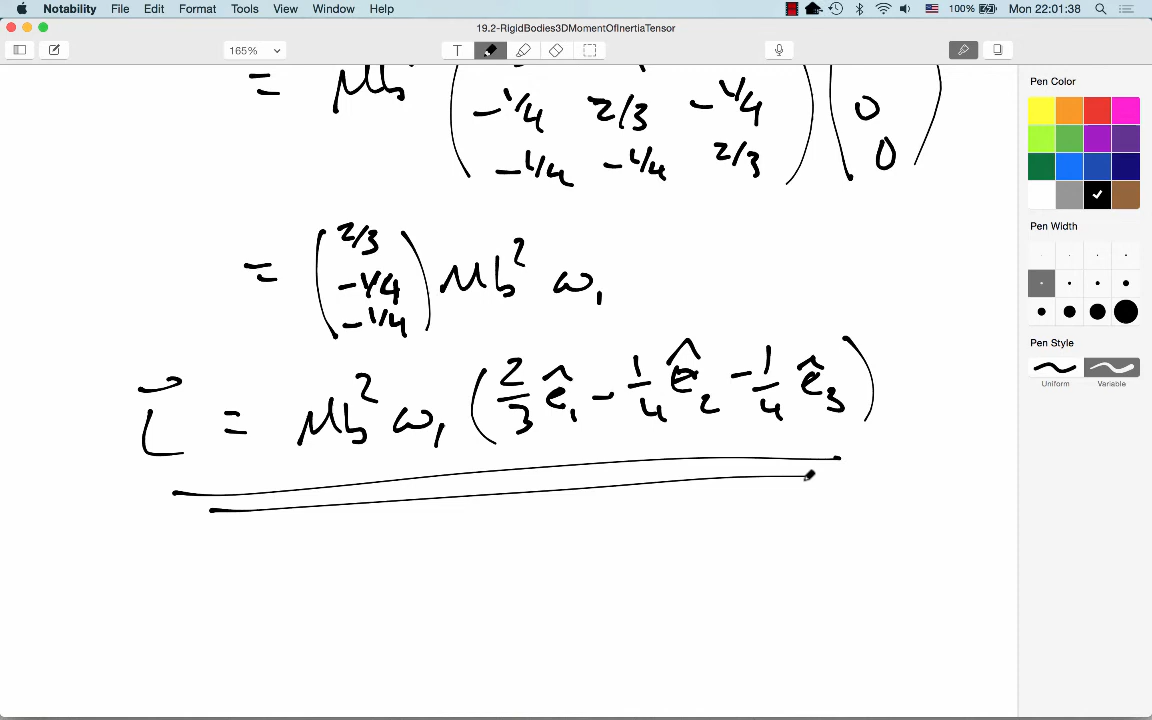 Notability File Edit Format Tools View Window Help 100% Mon 22:01:38
19.2-RigidBodies3DMomentOfInertiaTensor
165% T
= Mb
-1/4 2/3 -1/4 0
-1/4 -1/4 2/3 0
= (2/3
-1/4
-1/4) Mb² ω₁
L⃗ = Mb² ω₁ (2/3 ê₁ - 1/4 ê₂ - 1/4 ê₃)
Pen Color
Pen Width
Pen Style
Uniform Variable